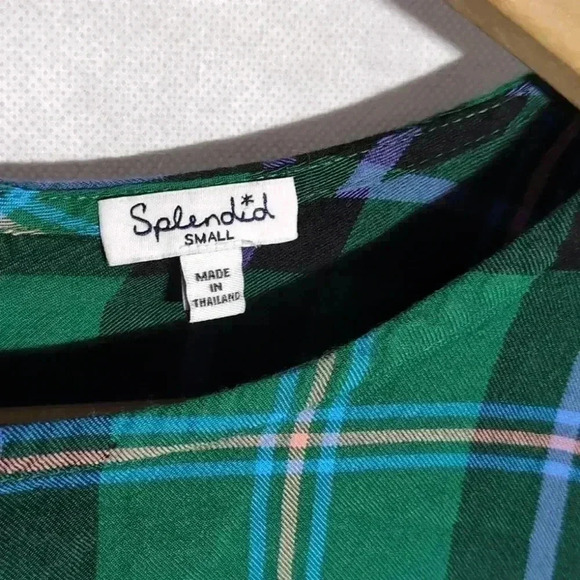 Splendid
SMALL
MADE
IN
THAILAND